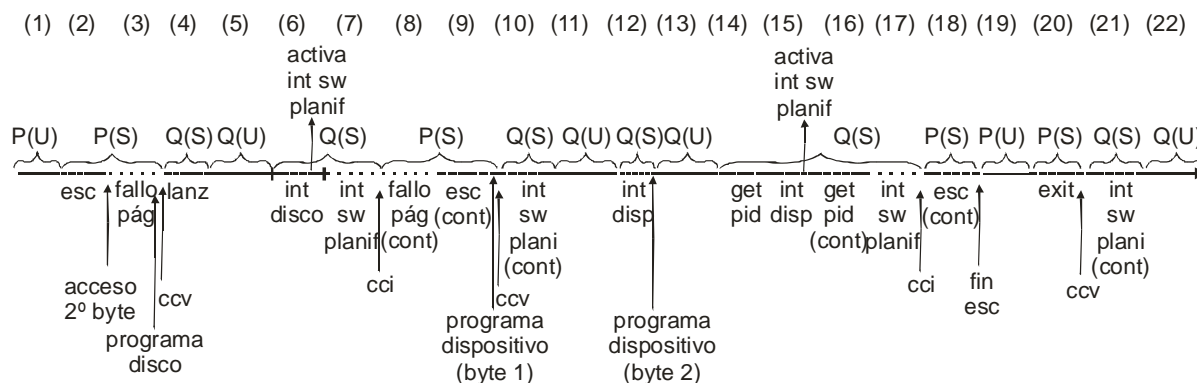 (1) (2) (3) (4) (5) (6) (7) (8) (9) (10) (11) (12) (13) (14) (15) (16) (17) (18) (19) (20) (21) (22)
activa activa
int sw int sw
planif planif
P(U) P(S) Q(S) Q(U) Q(S) P(S) Q(S) Q(U) Q(S) Q(U) Q(S) P(S) P(U) P(S) Q(S) Q(U)
esc fallo lanz int int fallo esc int int get int get int esc exit int
pág disco sw pág (cont) sw disp pid disp pid sw (cont) sw
planif (cont) plani (cont) planif plani
(cont) (cont)
cci cci fin
acceso ccv ccv esc ccv
2º byte programa programa
programa dispositivo dispositivo
disco (byte 1) (byte 2)